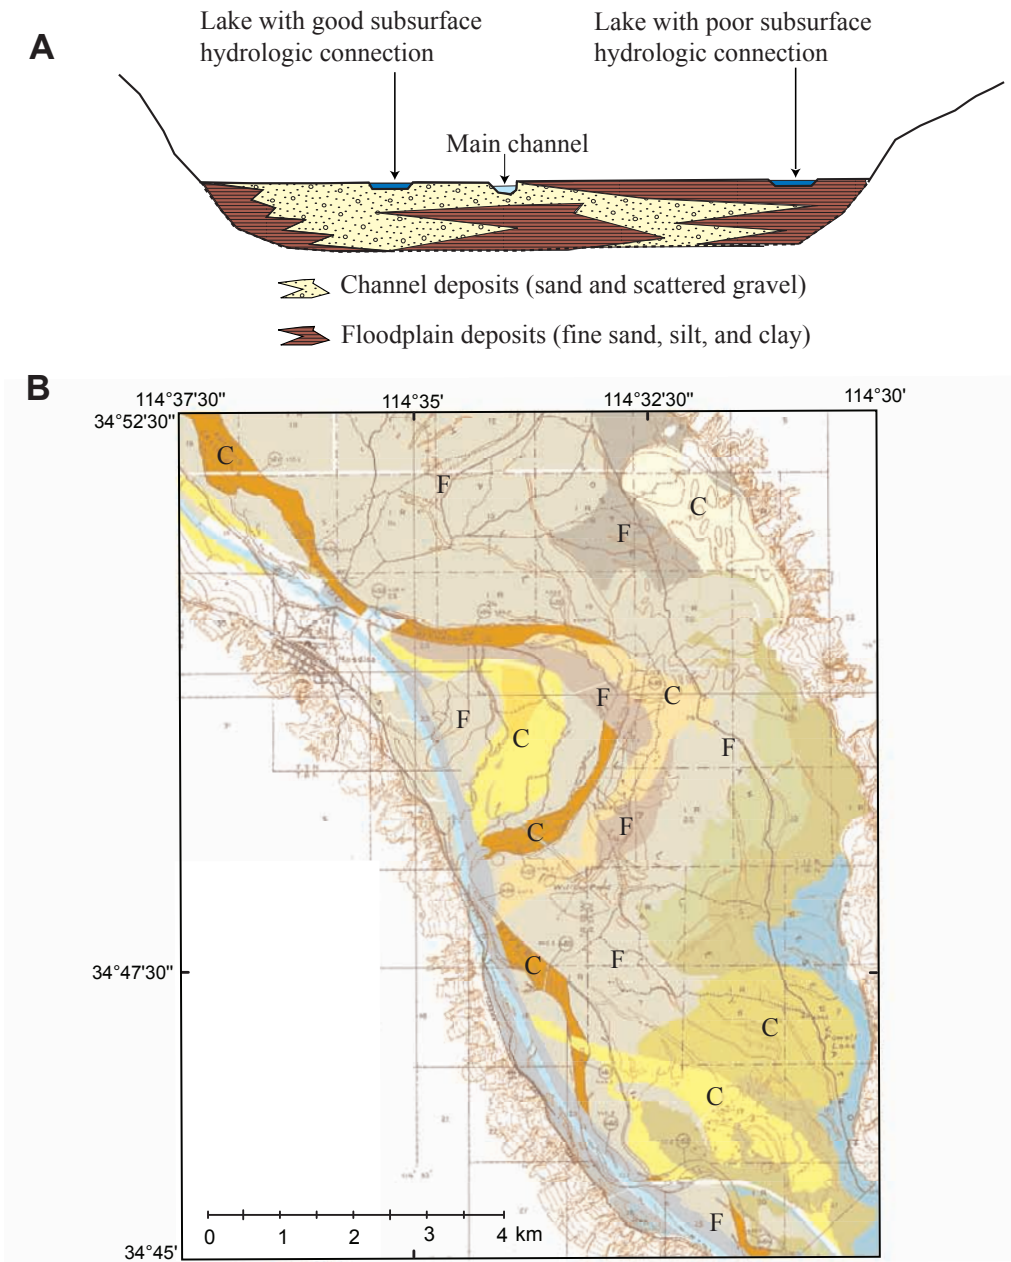 A
Lake with good subsurface
hydrologic connection
Lake with poor subsurface
hydrologic connection
Main channel
Channel deposits (sand and scattered gravel)
Floodplain deposits (fine sand, silt, and clay)
B
114°37'30" 114°35' 114°32'30" 114°30'
34°52'30"
C
F
C
F
F
C
F
C
F
F
C
C
F
C
C
34°47'30"
C
F
0 1 2 3 4 km
34°45'